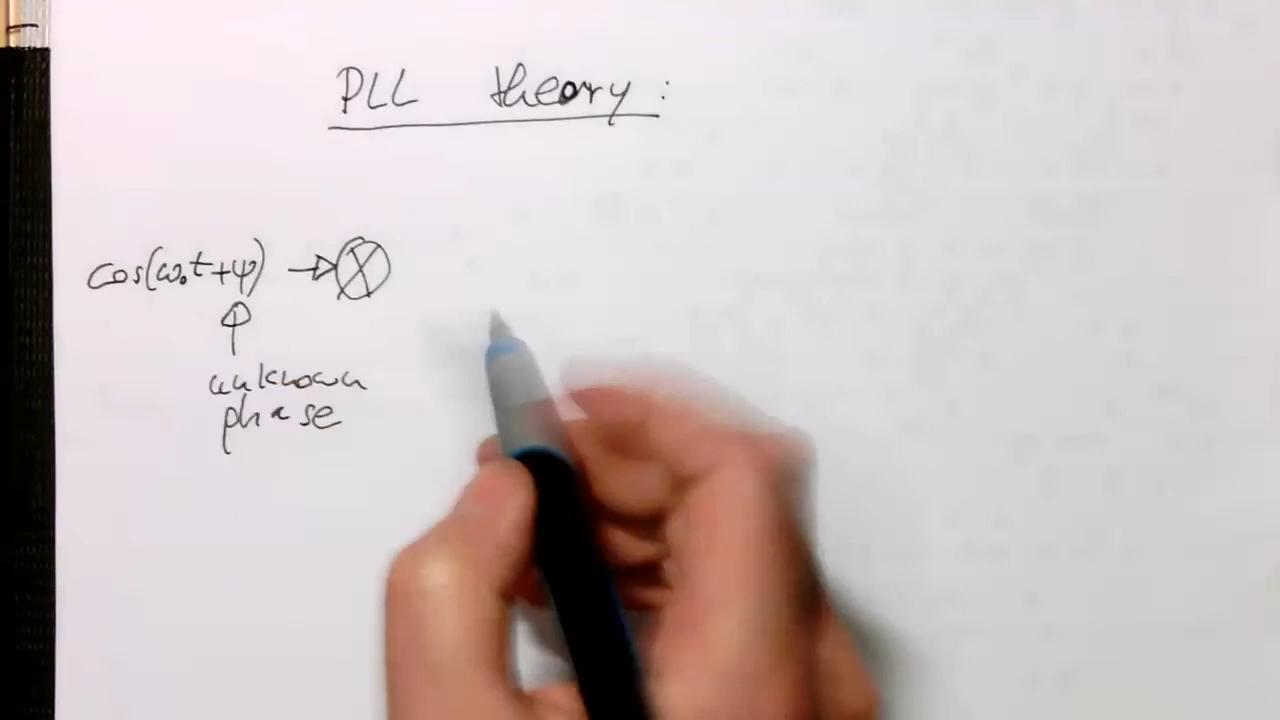 PLL theory:
cos(ω₀t+φ)
unknown
phase